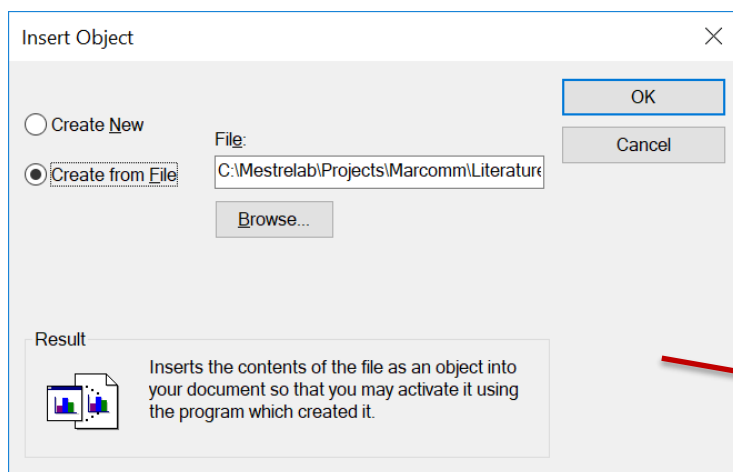 Insert Object
OK
Create New
File:
Cancel
Create from File
C:\Mestrelab\Projects\Marcomm\Literature
Browse...
Result
Inserts the contents of the file as an object into
your document so that you may activate it using
the program which created it.